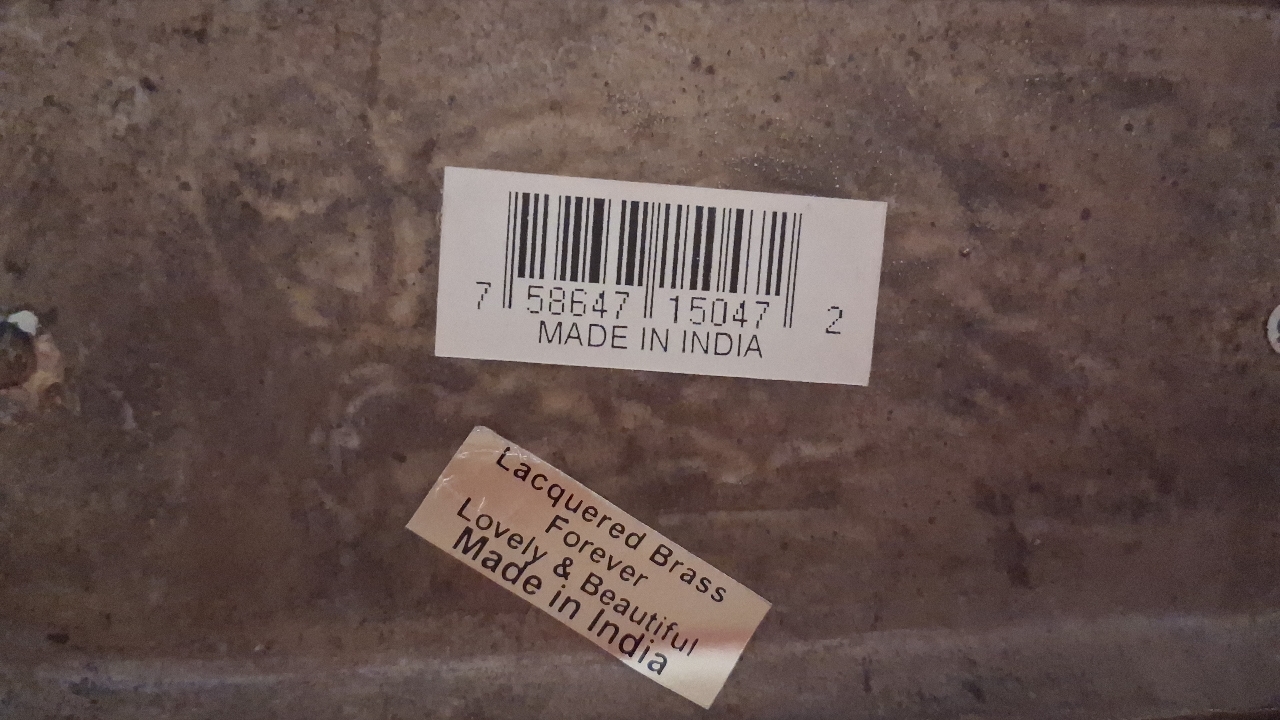 7 58647 15047 2
MADE IN INDIA
Lacquered Brass
Forever
Lovely & Beautiful
Made in India